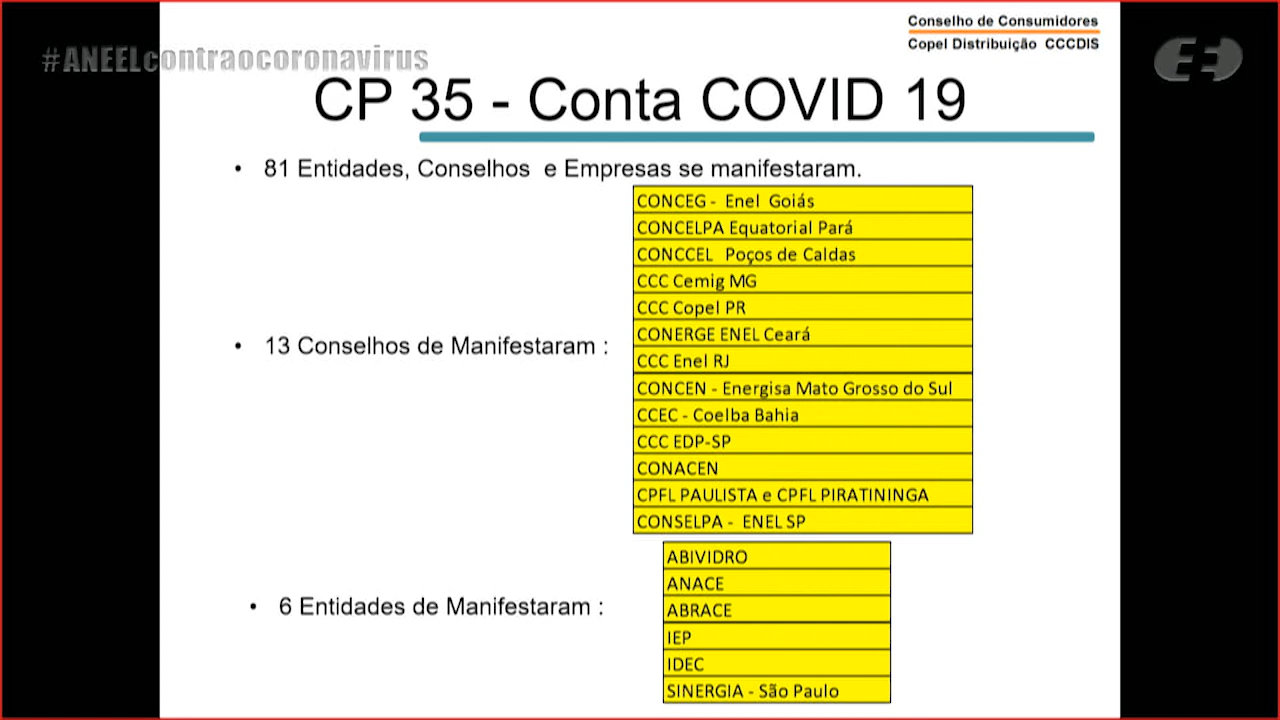 Conselho de Consumidores
Copel Distribuição CCCDIS
#ANEELcontraocoronavirus
CP 35 - Conta COVID 19
• 81 Entidades, Conselhos e Empresas se manifestaram.
• 13 Conselhos de Manifestaram :
CONCEG - Enel Goiás
CONCELPA Equatorial Pará
CONCCEL Poços de Caldas
CCC Cemig MG
CCC Copel PR
CONERGE ENEL Ceará
CCC Enel RJ
CONCEN - Energisa Mato Grosso do Sul
CCEC - Coelba Bahia
CCC EDP-SP
CONACEN
CPFL PAULISTA e CPFL PIRATININGA
CONSELPA - ENEL SP
• 6 Entidades de Manifestaram :
ABIVIDRO
ANACE
ABRACE
IEP
IDEC
SINERGIA - São Paulo